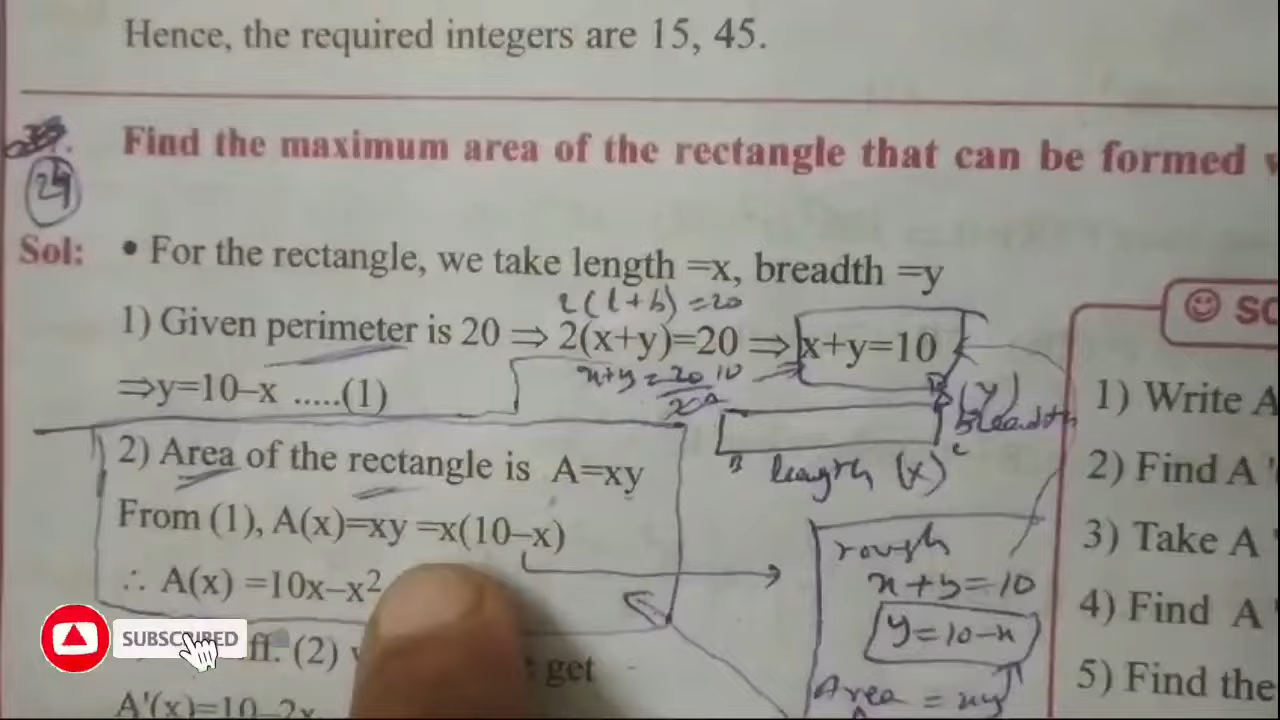 Hence, the required integers are 15, 45.
24
Find the maximum area of the rectangle that can be formed
Sol: • For the rectangle, we take length =x, breadth =y
2(l+b) =20
1) Given perimeter is 20 ⇒ 2(x+y)=20 ⇒ x+y=10
x+y = 20 10
2
⇒y=10–x .....(1)
(y)
breadth
B length (x) c
2) Area of the rectangle is A=xy
From (1), A(x)=xy =x(10–x)
∴ A(x) =10x–x²
SUBSCRIBED
ff. (2) get
A'(x)=10–2x
rough
x+y=10
y=10-x
Area = xy
SO
1) Write A
2) Find A '
3) Take A '
4) Find A
5) Find the